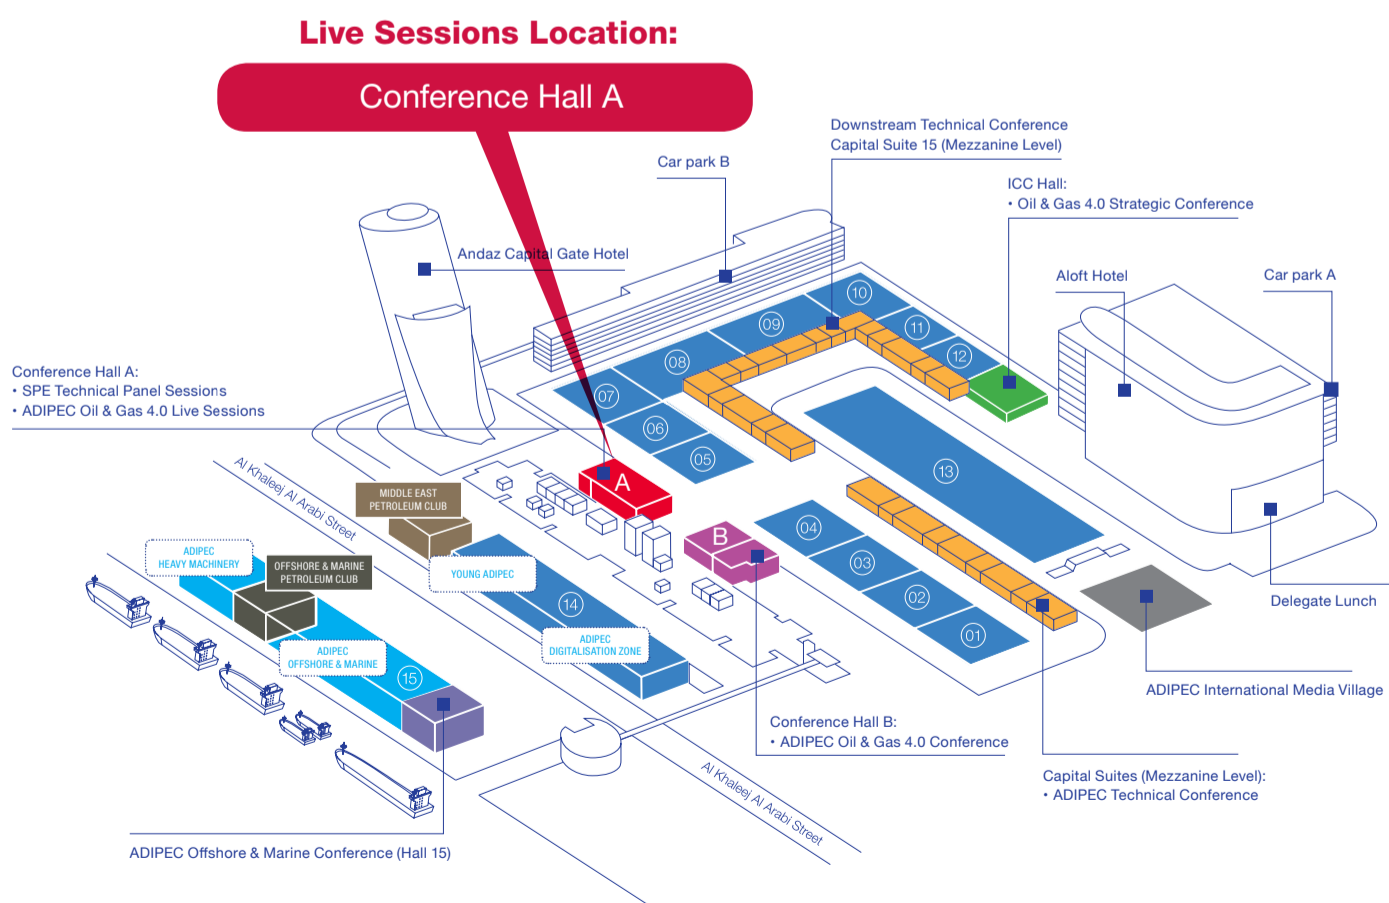 Live Sessions Location:
Conference Hall A
Downstream Technical Conference
Capital Suite 15 (Mezzanine Level)
Car park B
ICC Hall:
• Oil & Gas 4.0 Strategic Conference
Andaz Capital Gate Hotel
Aloft Hotel
Car park A
10
09
11
12
08
07
06
05
13
Conference Hall A:
• SPE Technical Panel Sessions
• ADIPEC Oil & Gas 4.0 Live Sessions
Al Khaleej Al Arabi Street
A
MIDDLE EAST
PETROLEUM CLUB
B
04
03
02
01
ADIPEC
HEAVY MACHINERY
OFFSHORE & MARINE
PETROLEUM CLUB
YOUNG ADIPEC
14
ADIPEC
DIGITALISATION ZONE
ADIPEC
OFFSHORE & MARINE
15
Delegate Lunch
ADIPEC International Media Village
Conference Hall B:
• ADIPEC Oil & Gas 4.0 Conference
Al Khaleej Al Arabi Street
Capital Suites (Mezzanine Level):
• ADIPEC Technical Conference
ADIPEC Offshore & Marine Conference (Hall 15)